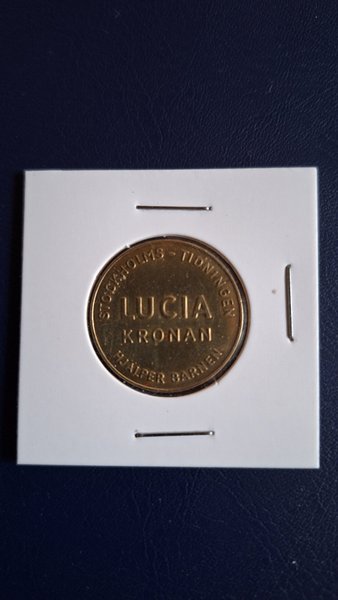 STOCKHOLMS - TIDNINGEN
LUCIA
KRONAN
HJÄLPER BARNEN